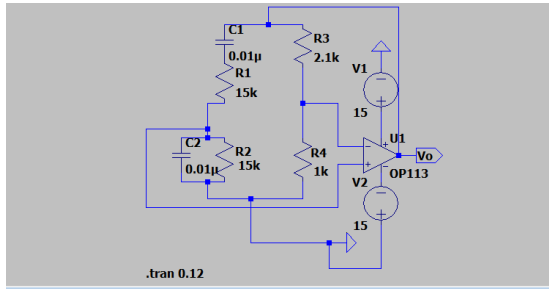 C1
0.01µ
R1
15k
R3
2.1k
V1
15
C2
0.01µ
R2
15k
R4
1k
U1
Vo
OP113
V2
15
.tran 0.12